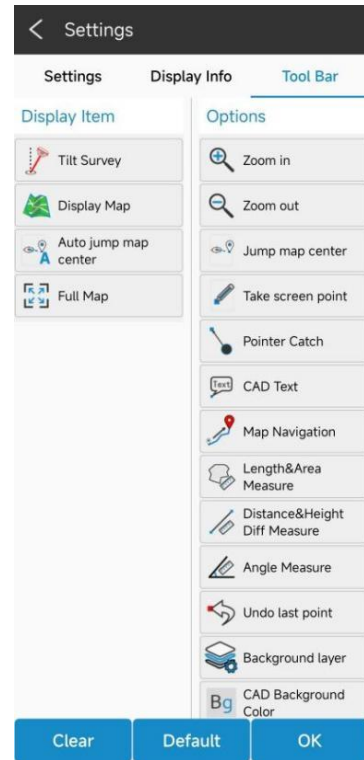 Settings
Settings Display Info Tool Bar
Display Item
Tilt Survey
Display Map
Auto jump map
center
Full Map
Options
Zoom in
Zoom out
Jump map center
Take screen point
Pointer Catch
Text CAD Text
Map Navigation
Length&Area
Measure
Distance&Height
Diff Measure
Angle Measure
Undo last point
Background layer
Bg CAD Background
Color
Clear Default OK